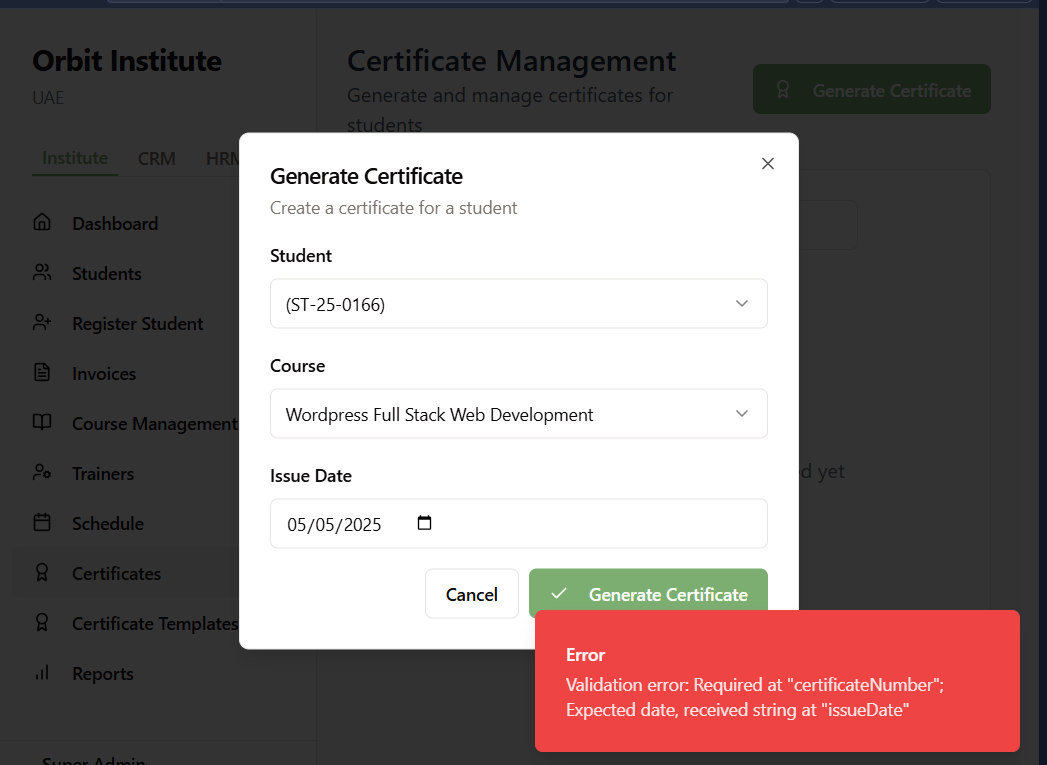 Orbit Institute
UAE
Institute CRM HRM
Dashboard
Students
Register Student
Invoices
Course Management
Trainers
Schedule
Certificates
Certificate Templates
Reports
Super Admin
Certificate Management
Generate and manage certificates for
students
Generate Certificate
d yet
Generate Certificate
Create a certificate for a student
Student
(ST-25-0166)
Course
Wordpress Full Stack Web Development
Issue Date
05/05/2025
Cancel
Generate Certificate
Error
Validation error: Required at "certificateNumber";
Expected date, received string at "issueDate"